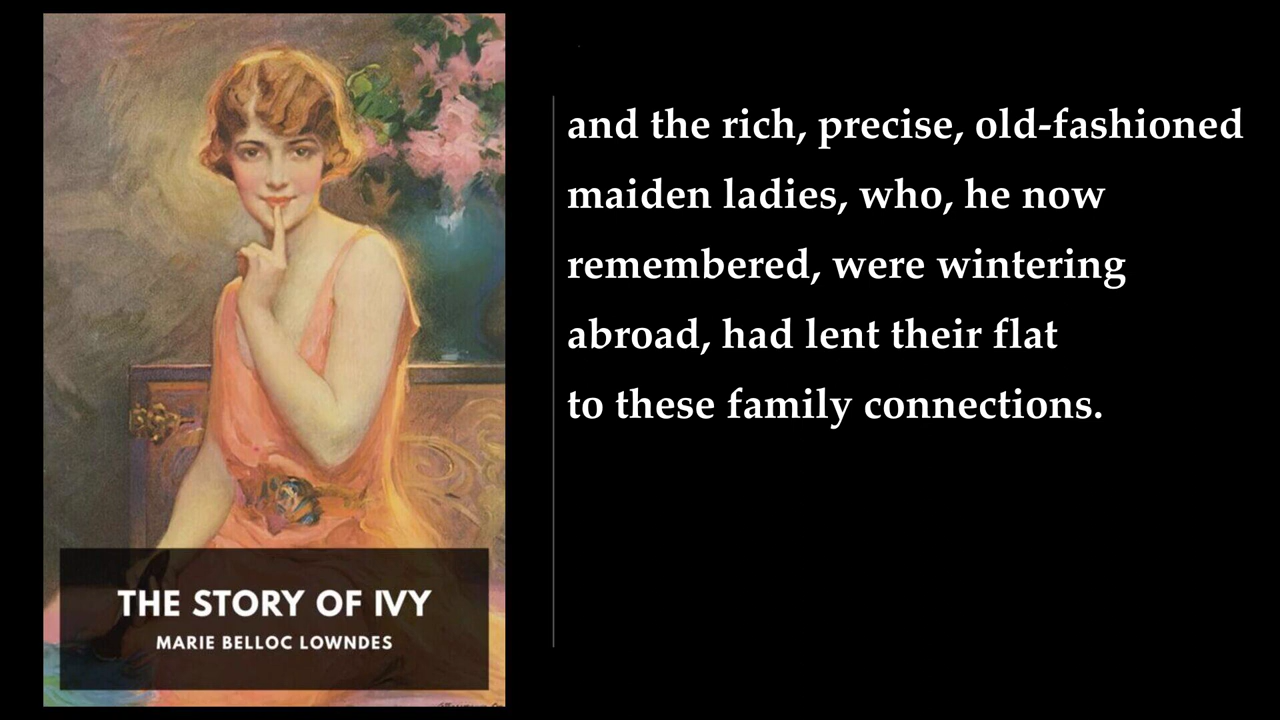 and the rich, precise, old-fashioned
maiden ladies, who, he now
remembered, were wintering
abroad, had lent their flat
to these family connections.
THE STORY OF IVY
MARIE BELLOC LOWNDES